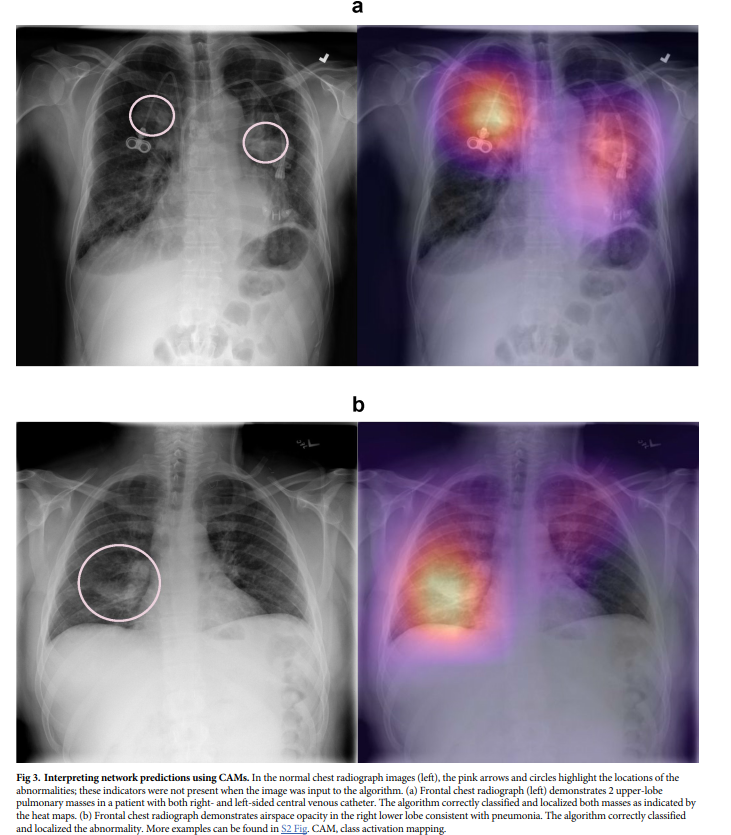 a
b
Fig 3. Interpreting network predictions using CAMs. In the normal chest radiograph images (left), the pink arrows and circles highlight the locations of the
abnormalities; these indicators were not present when the image was input to the algorithm. (a) Frontal chest radiograph (left) demonstrates 2 upper-lobe
pulmonary masses in a patient with both right- and left-sided central venous catheter. The algorithm correctly classified and localized both masses as indicated by
the heat maps. (b) Frontal chest radiograph demonstrates airspace opacity in the right lower lobe consistent with pneumonia. The algorithm correctly classified
and localized the abnormality. More examples can be found in S2 Fig. CAM, class activation mapping.